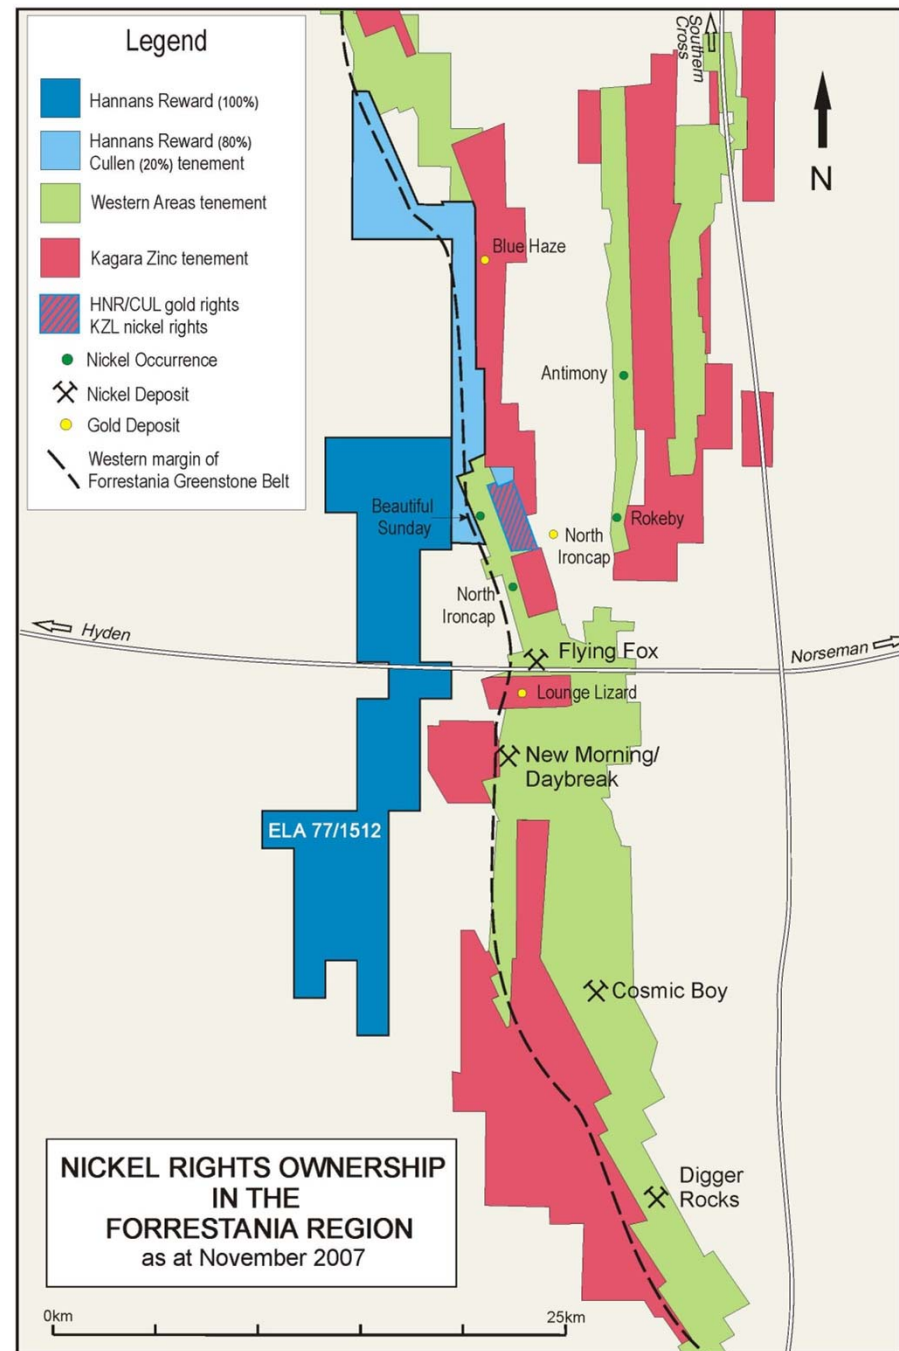 Legend
Hannans Reward (100%)
Hannans Reward (80%)
Cullen (20%) tenement
Western Areas tenement
Kagara Zinc tenement
HNR/CUL gold rights
KZL nickel rights
Nickel Occurrence
Nickel Deposit
Gold Deposit
Western margin of
Forrestania Greenstone Belt
Southern
Cross
N
Blue Haze
Antimony
Beautiful
Sunday
Rokeby
North
Ironcap
North
Ironcap
Hyden
Norseman
Flying Fox
Lounge Lizard
New Morning/
Daybreak
ELA 77/1512
Cosmic Boy
Digger
Rocks
NICKEL RIGHTS OWNERSHIP
IN THE
FORRESTANIA REGION
as at November 2007
0km
25km